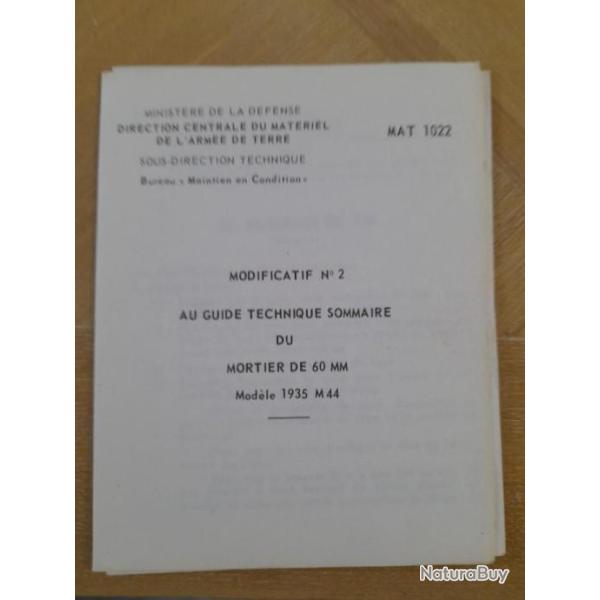 MINISTERE DE LA DEFENSE
DIRECTION CENTRALE DU MATERIEL
DE L'ARMEE DE TERRE
SOUS-DIRECTION TECHNIQUE
Bureau « Maintien en Condition »
MAT 1022
MODIFICATIF N° 2
AU GUIDE TECHNIQUE SOMMAIRE
DU
MORTIER DE 60 MM
Modèle 1935 M 44
NaturaBuy